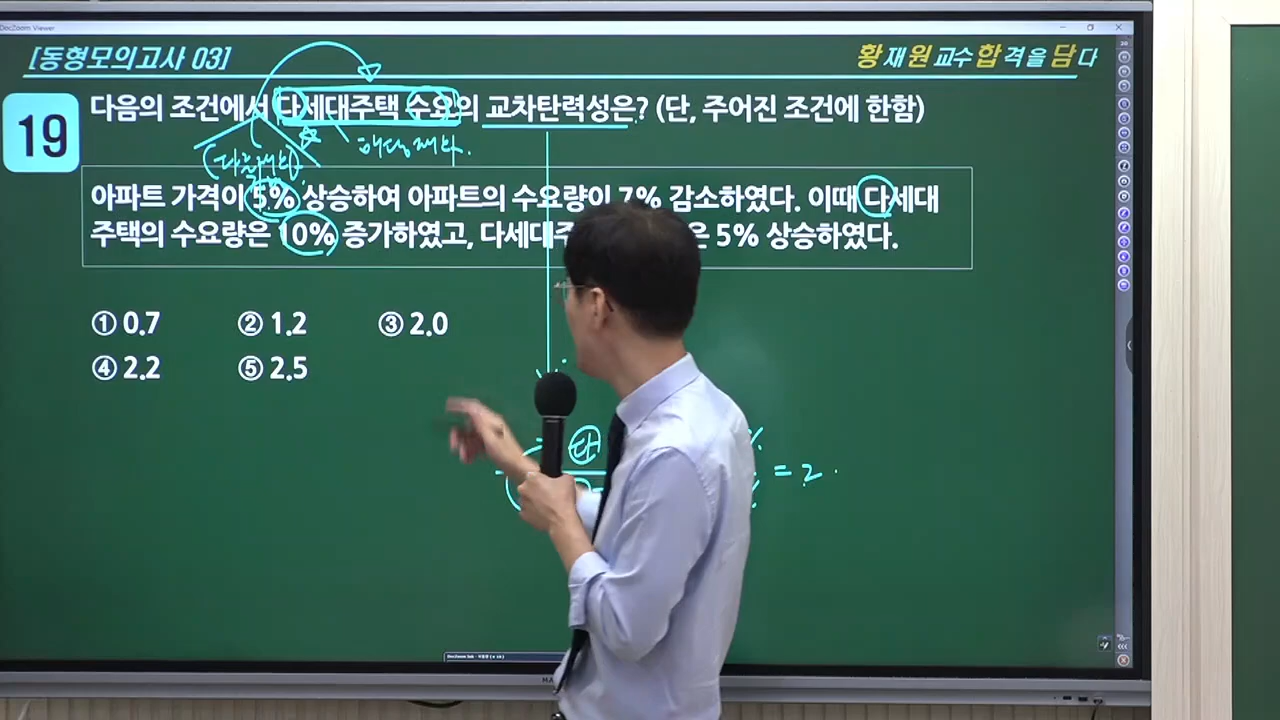 DocZoom Viewer
[동형모의고사 03]
황재원 교수 합격을 담다
19
다음의 조건에서 다세대주택 수요의 교차탄력성은? (단, 주어진 조건에 한함)
해당재화.
아파트 가격이 5% 상승하여 아파트의 수요량이 7% 감소하였다. 이때 다세대
주택의 수요량은 10% 증가하였고, 다세대주 은 5% 상승하였다.
① 0.7 ② 1.2 ③ 2.0
④ 2.2 ⑤ 2.5
다
%
= 2.